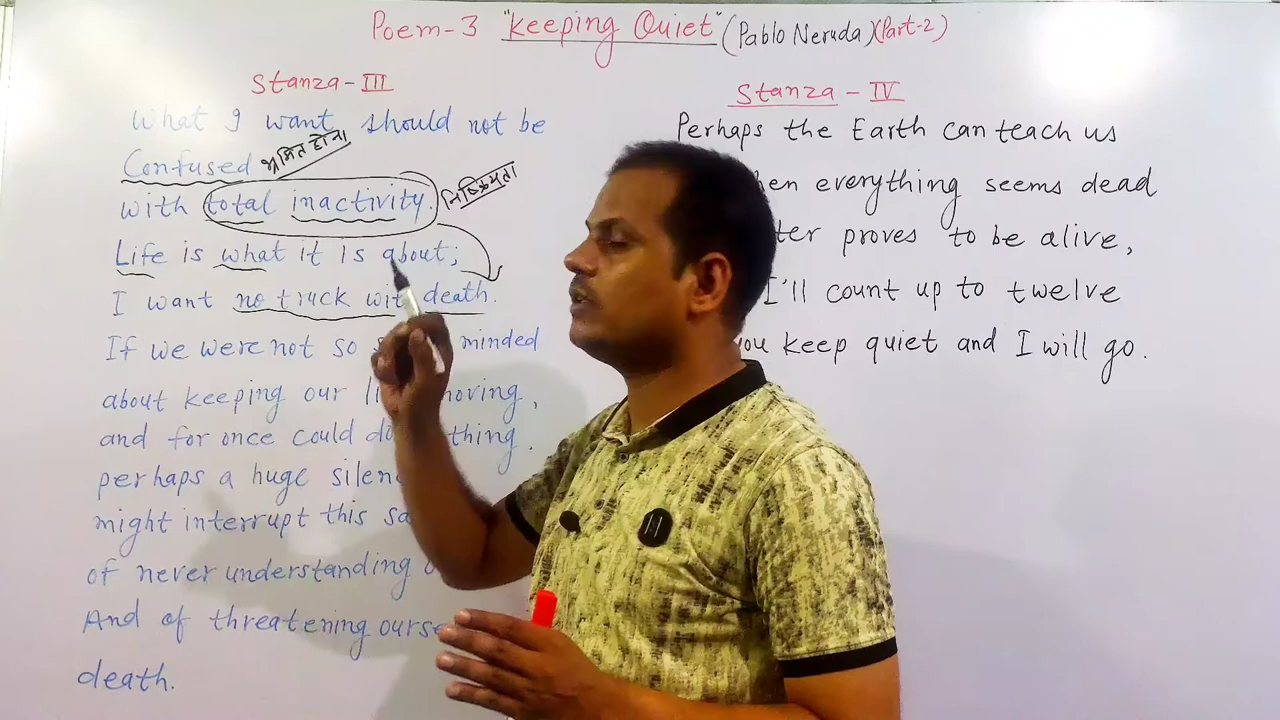 Poem-3 "Keeping Quiet" (Pablo Neruda)(Part-2)
Stanza-III
What I want should not be
Confused भ्रमित होना
with total inactivity. निष्क्रियता
Life is what it is about;
I want no truck with death.
If we were not so minded
about keeping our moving,
and for once could do
perhaps a huge
might interrupt this
of never understanding
And of threatening
death.
Stanza - IV
Perhaps the Earth can teach us
everything seems dead
proves to be alive,
I'll count up to twelve
you keep quiet and I will go.